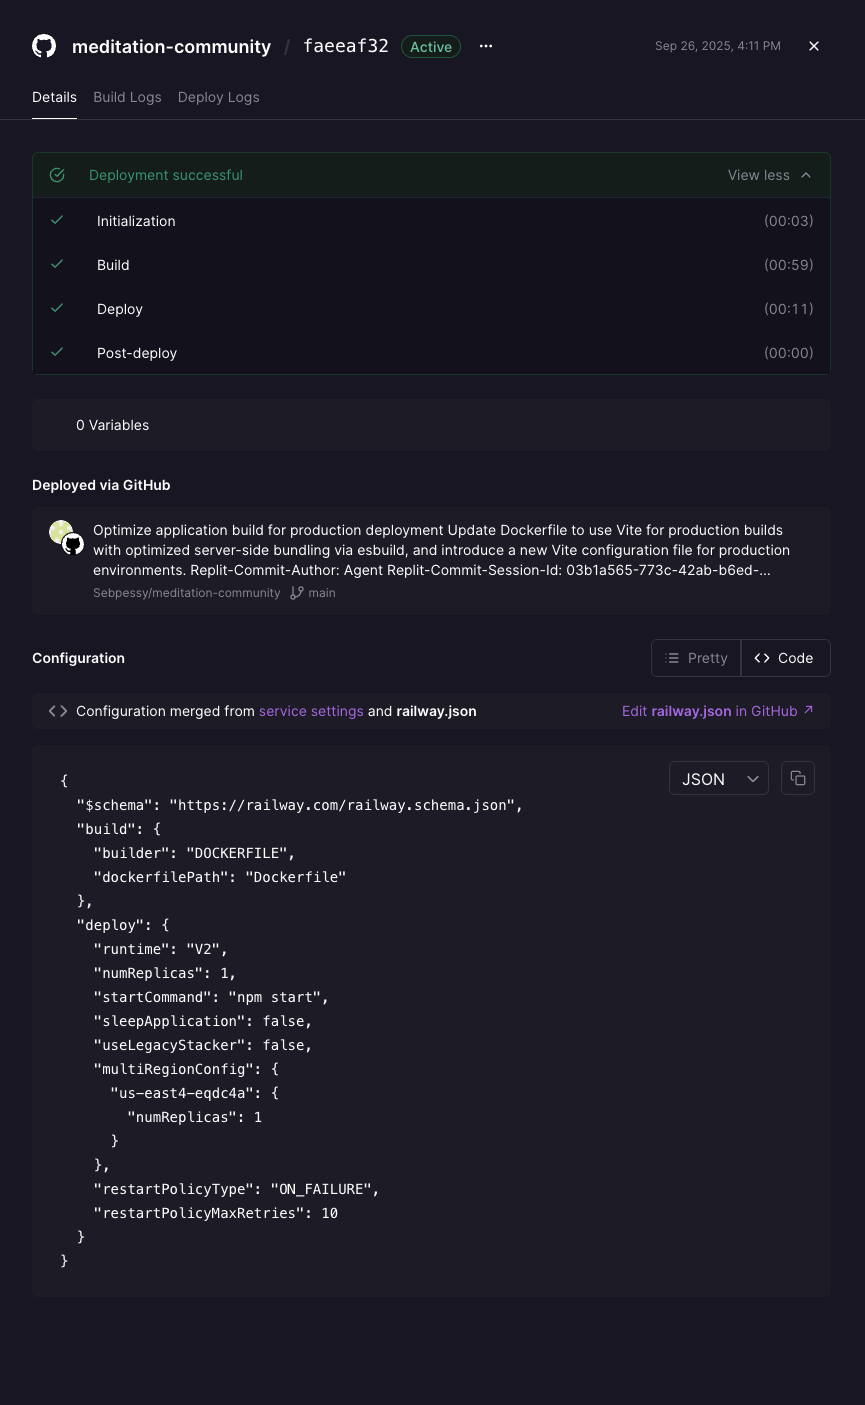 meditation-community / faeeaf32 Active ··· Sep 26, 2025, 4:11 PM
Details Build Logs Deploy Logs
Deployment successful View less
Initialization (00:03)
Build (00:59)
Deploy (00:11)
Post-deploy (00:00)
0 Variables
Deployed via GitHub
Optimize application build for production deployment Update Dockerfile to use Vite for production builds
with optimized server-side bundling via esbuild, and introduce a new Vite configuration file for production
environments. Replit-Commit-Author: Agent Replit-Commit-Session-Id: 03b1a565-773c-42ab-b6ed-...
Sebpessy/meditation-community main
Configuration Pretty <> Code
<> Configuration merged from service settings and railway.json Edit railway.json in GitHub ↗
JSON
{
  "$schema": "https://railway.com/railway.schema.json",
  "build": {
    "builder": "DOCKERFILE",
    "dockerfilePath": "Dockerfile"
  },
  "deploy": {
    "runtime": "V2",
    "numReplicas": 1,
    "startCommand": "npm start",
    "sleepApplication": false,
    "useLegacyStacker": false,
    "multiRegionConfig": {
      "us-east4-eqdc4a": {
        "numReplicas": 1
      }
    },
    "restartPolicyType": "ON_FAILURE",
    "restartPolicyMaxRetries": 10
  }
}